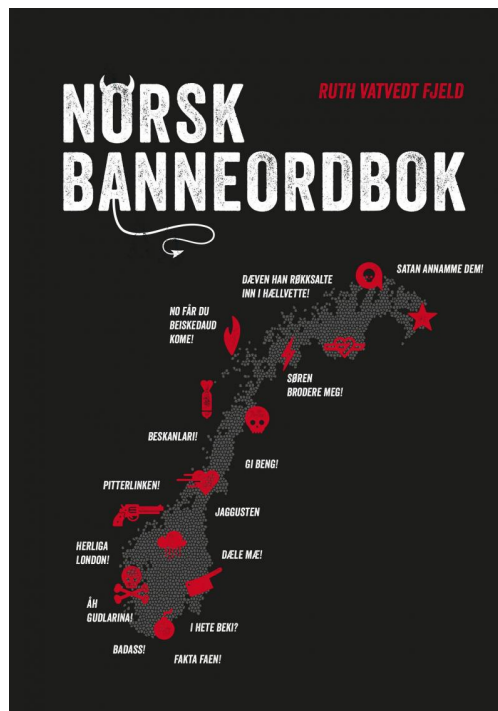 RUTH VATVEDT FJELD
NORSK
BANNEORDBOK
SATAN ANNAMME DEM!
DÆVEN HAN RØKKSALTE
INN I HÆLLVETTE!
NO FÅR DU
BEISKEDAUD
KOME!
SØREN
BRODERE MEG!
BESKANLARI!
GI BENG!
PITTERLINKEN!
JAGGUSTEN
HERLIGA
LONDON!
DÆLE MÆ!
ÅH
GUDLARINA!
I HETE BEKI?
BADASS!
FAKTA FAEN!